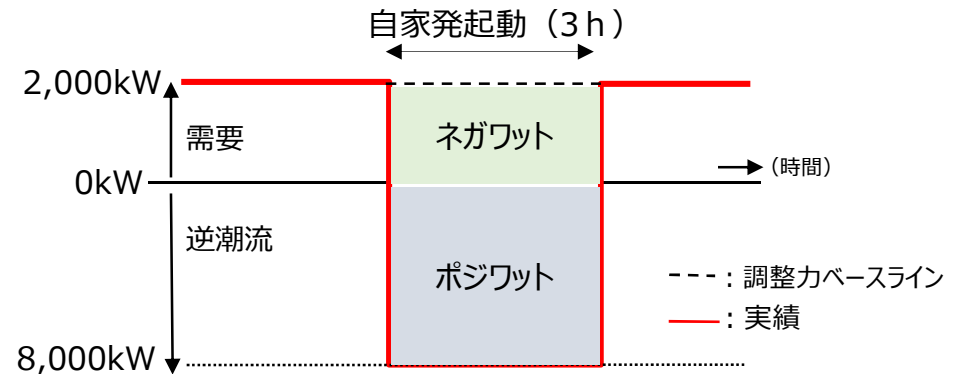 自家発起動（3ｈ）
2,000kW
需要
ネガワット
（時間）
0kW
逆潮流
ポジワット
：調整力ベースライン
：実績
8,000kW